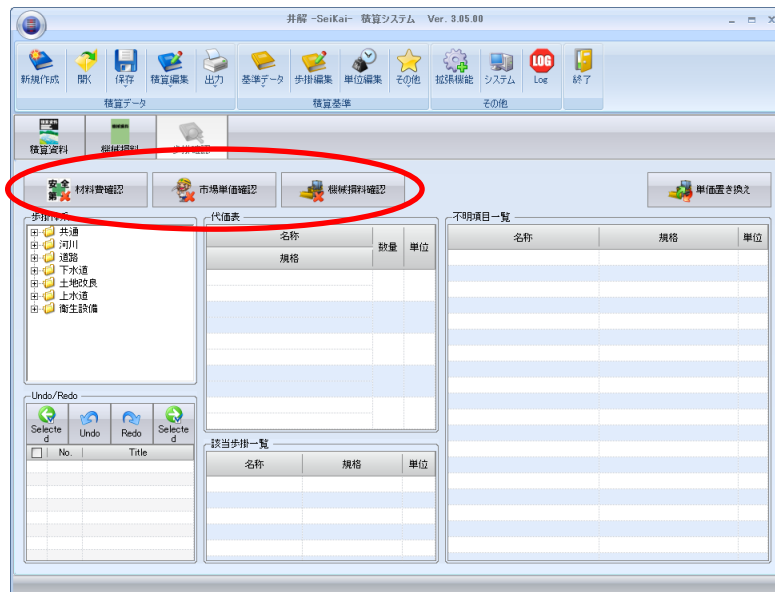 井解 -SeiKai- 積算システム Ver. 3.05.00
新規作成 開く 保存 積算編集 出力 基準データ 歩掛編集 単位編集 その他 拡張機能 システム LOG Log 終了
積算データ 積算基準 その他
積算資料 機械損料 歩掛確認
安全第 材料費確認 市場単価確認 機械損料確認 単価置き換え
歩掛体系 代価表 不明項目一覧
名称 数量 単位 名称 規格 単位
規格
共通
河川
道路
下水道
土地改良
上水道
衛生設備
Undo/Redo
Selected Undo Redo Selected
No. Title
該当歩掛一覧
名称 規格 単位